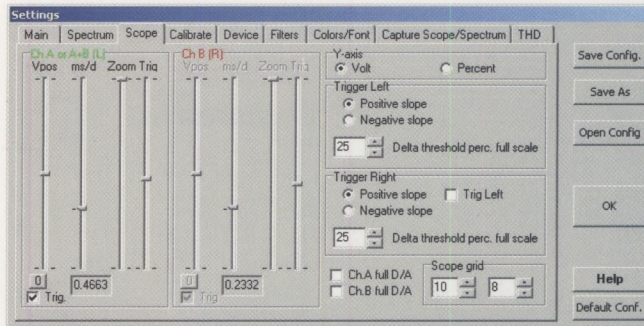 Settings
Main Spectrum Scope Calibrate Device Filters Colors/Font Capture Scope/Spectrum THD
Ch A or A+B (L)
Vpos ms/d Zoom Trig
0
0.4663
Trig.
Ch B (R)
Vpos ms/d Zoom Trig
0
0.2332
Trig
Y-axis
Volt Percent
Trigger Left
Positive slope
Negative slope
25 Delta threshold perc. full scale
Trigger Right
Positive slope Trig Left
Negative slope
25 Delta threshold perc. full scale
Ch.A full D/A
Ch.B full D/A
Scope grid
10 8
Save Config.
Save As
Open Config
OK
Help
Default Conf.